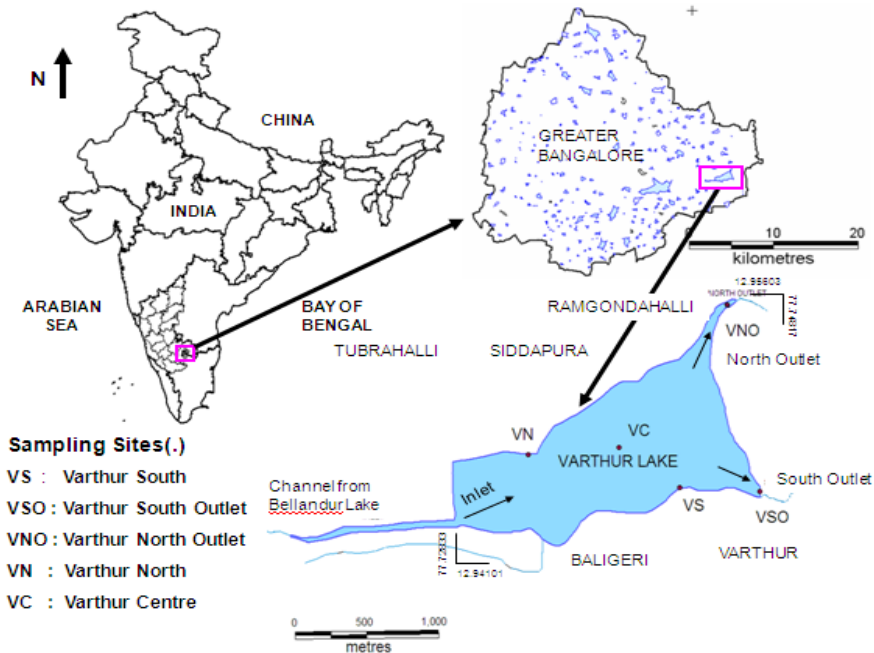 N
CHINA
INDIA
ARABIAN
SEA
BAY OF
BENGAL
GREATER
BANGALORE
0 10 20
kilometres
TUBRAHALLI
SIDDAPURA
RAMGONDAHALLI
12.95603
77.74817
NORTH OUTLET
VNO
North Outlet
VN
VC
VARTHUR LAKE
South Outlet
VSO
VS
Inlet
Channel from
Bellandur Lake
77.72833
12.94101
BALIGERI
VARTHUR
Sampling Sites(.)
VS : Varthur South
VSO : Varthur South Outlet
VNO : Varthur North Outlet
VN : Varthur North
VC : Varthur Centre
0 500 1,000
metres